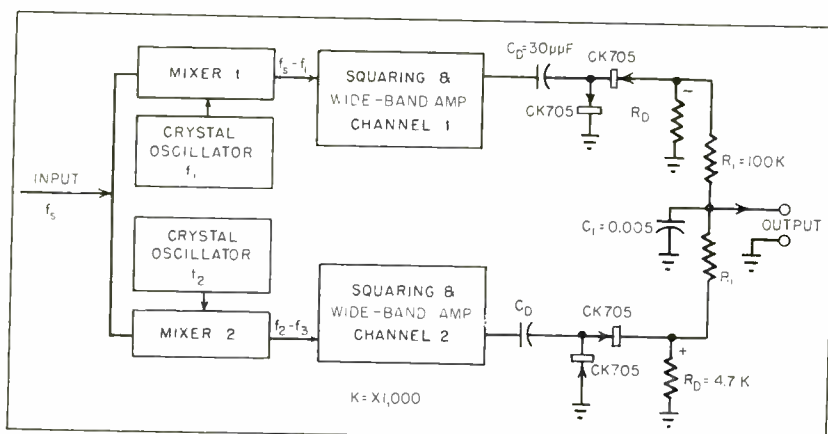 MIXER 1
fs-f1
SQUARING &
WIDE-BAND AMP
CHANNEL 1
CD=30μμF
CK705
CK705
RD
−
R1=100K
CRYSTAL
OSCILLATOR
f1
INPUT
fs
CRYSTAL
OSCILLATOR
f2
C1=0.005
OUTPUT
R1
MIXER 2
f2-f3
SQUARING &
WIDE-BAND AMP
CHANNEL 2
CD
CK705
CK705
+
RD=4.7 K
K = X1,000